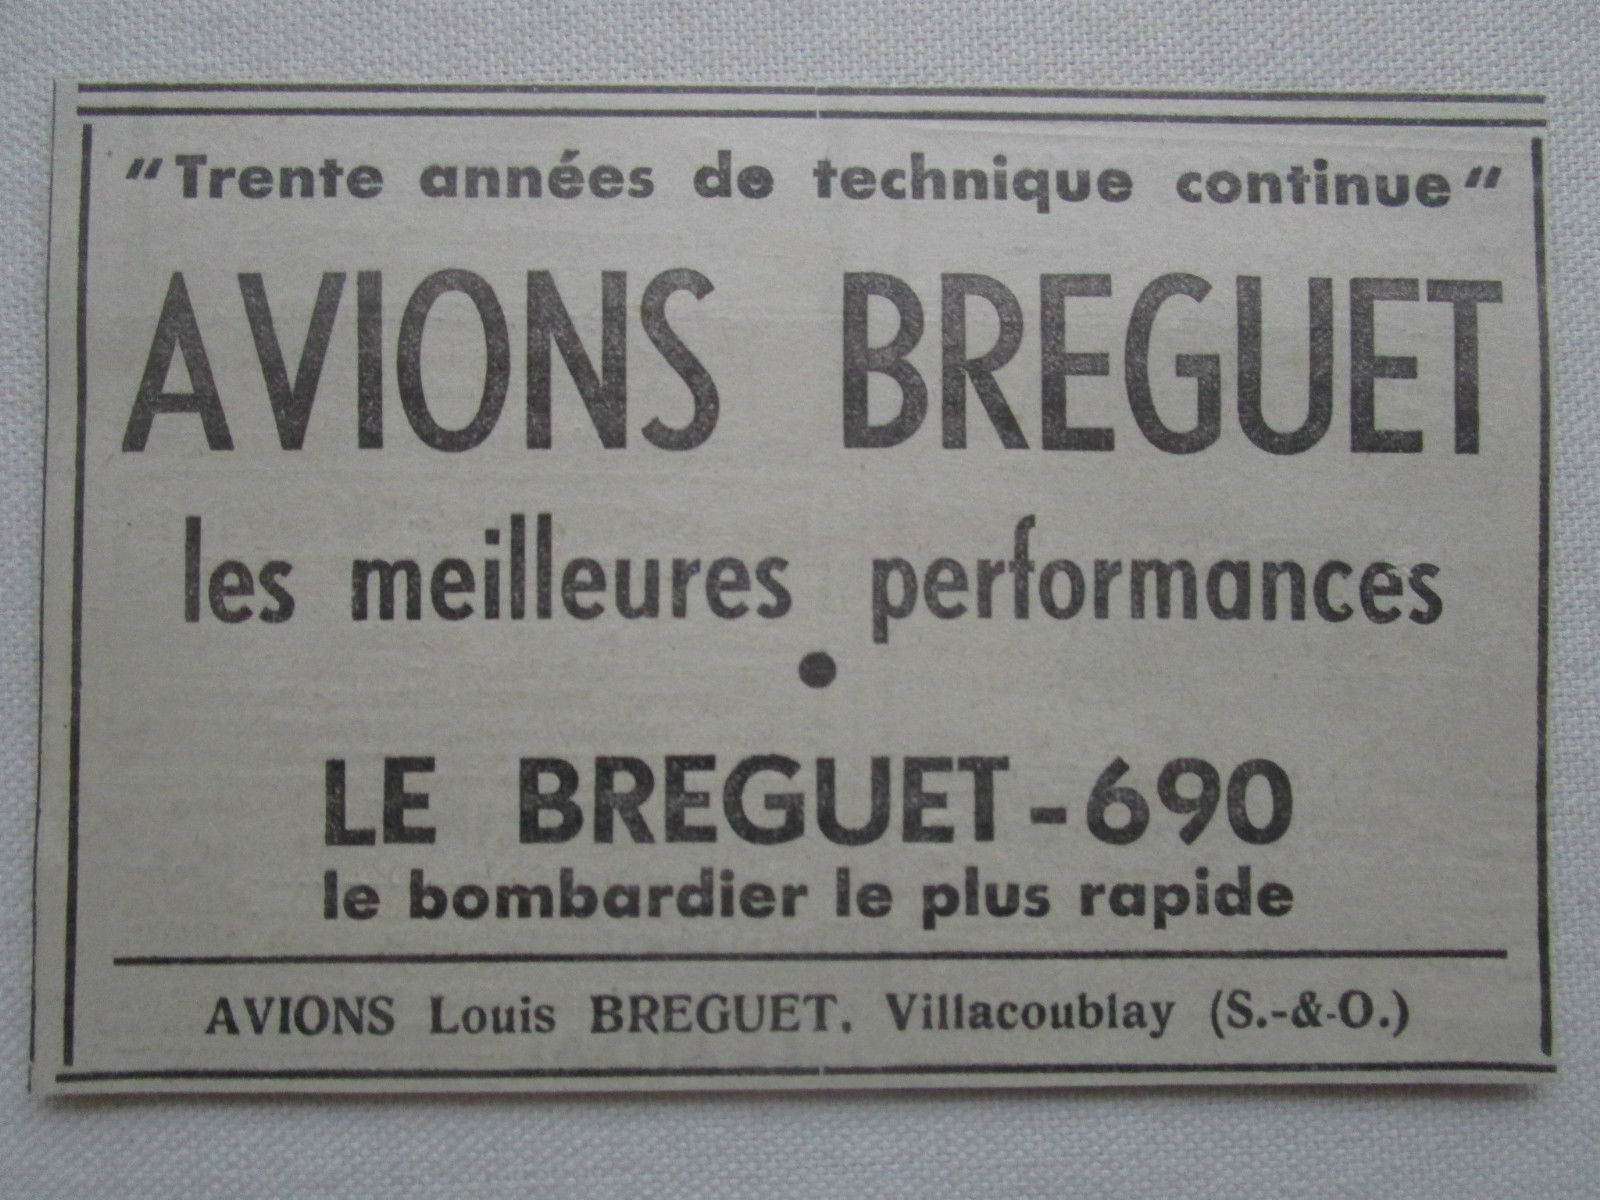 "Trente années de technique continue"
AVIONS BREGUET
les meilleures performances
●
LE BREGUET-690
le bombardier le plus rapide
AVIONS Louis BREGUET. Villacoublay (S.-&-O.)